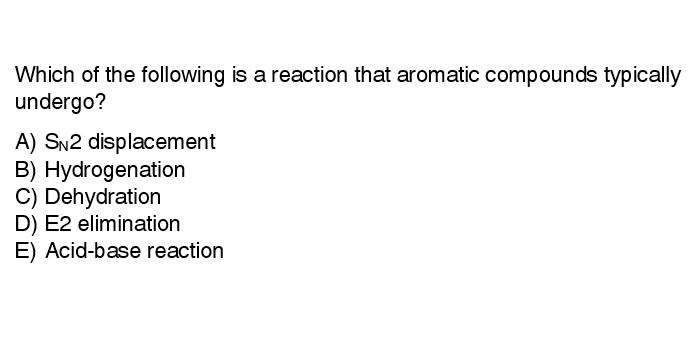 Which of the following is a reaction that aromatic compounds typically
undergo?
A) SN2 displacement
B) Hydrogenation
C) Dehydration
D) E2 elimination
E) Acid-base reaction